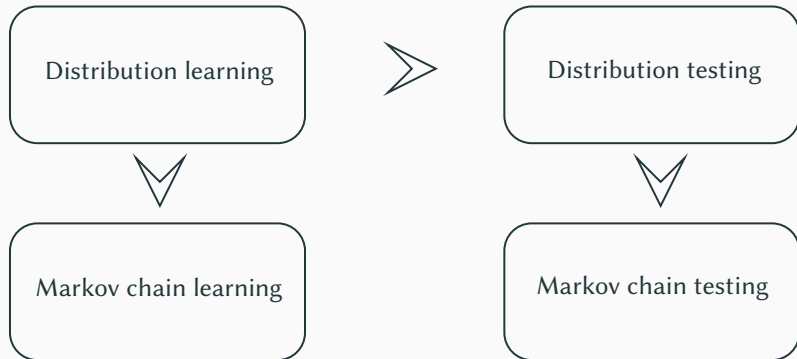 Distribution learning
Distribution testing
Markov chain learning
Markov chain testing